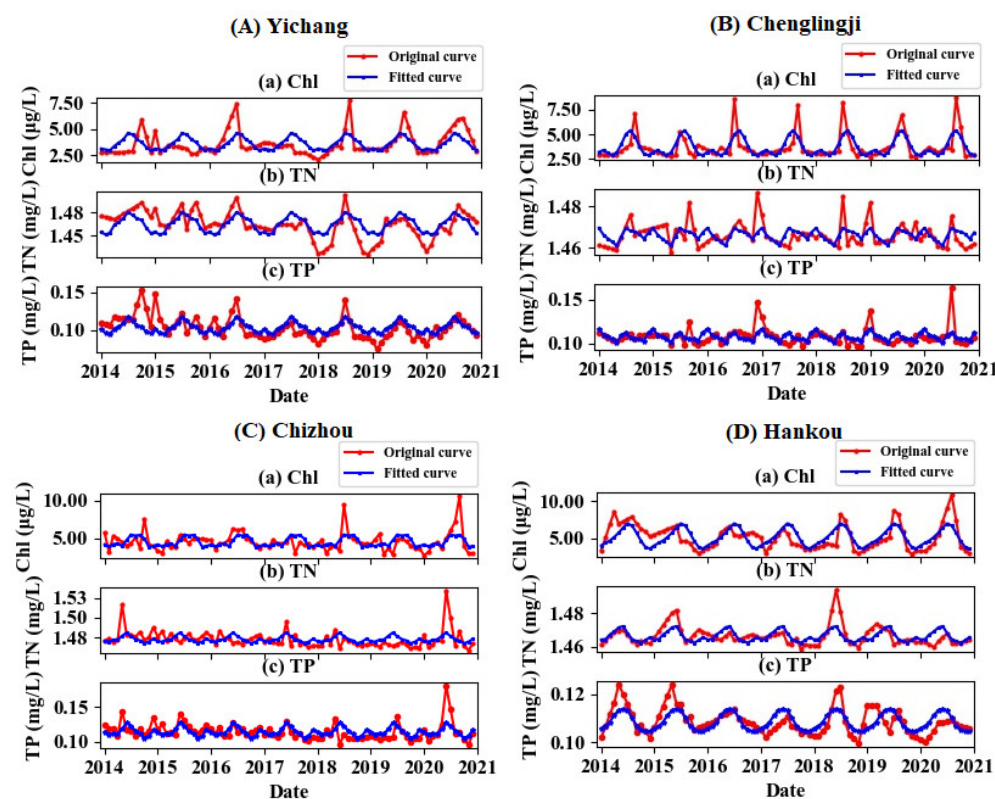 (A) Yichang
Original curve
Fitted curve
(a) Chl
Chl (µg/L)
7.50
5.00
2.50
(b) TN
TN (mg/L)
1.48
1.45
(c) TP
TP (mg/L)
0.15
0.10
2014 2015 2016 2017 2018 2019 2020 2021
Date
(B) Chenglingji
Original curve
Fitted curve
(a) Chl
Chl (µg/L)
7.50
5.00
2.50
(b) TN
TN (mg/L)
1.48
1.46
(c) TP
TP (mg/L)
0.15
0.10
2014 2015 2016 2017 2018 2019 2020 2021
Date
(C) Chizhou
Original curve
Fitted curve
(a) Chl
Chl (µg/L)
10.00
5.00
(b) TN
TN (mg/L)
1.53
1.50
1.48
(c) TP
TP (mg/L)
0.15
0.10
2014 2015 2016 2017 2018 2019 2020 2021
Date
(D) Hankou
Original curve
Fitted curve
(a) Chl
Chl (µg/L)
10.00
5.00
(b) TN
TN (mg/L)
1.48
1.46
(c) TP
TP (mg/L)
0.12
0.10
2014 2015 2016 2017 2018 2019 2020 2021
Date